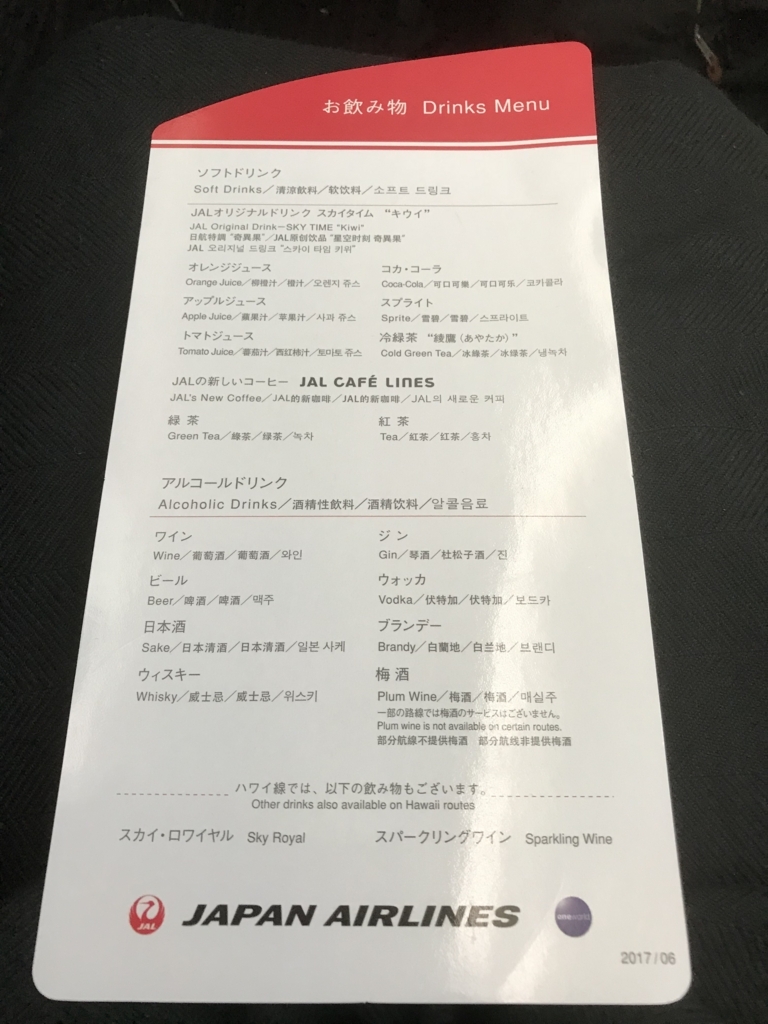 お飲み物 Drinks Menu
ソフトドリンク
Soft Drinks／清涼飲料／软饮料／소프트 드링크
JALオリジナルドリンク スカイタイム “キウイ”
JAL Original Drink－SKY TIME "Kiwi"
日航特調 "奇異果"／JAL原创饮品 "星空时刻 奇异果"
JAL 오리지널 드링크 "스카이 타임 키위"
オレンジジュース コカ・コーラ
Orange Juice／柳橙汁／橙汁／오렌지 쥬스 Coca-Cola／可口可樂／可口可乐／코카콜라
アップルジュース スプライト
Apple Juice／蘋果汁／苹果汁／사과 쥬스 Sprite／雪碧／雪碧／스프라이트
トマトジュース 冷緑茶 “綾鷹（あやたか）”
Tomato Juice／蕃茄汁／西红柿汁／토마토 쥬스 Cold Green Tea／冰綠茶／冰绿茶／냉녹차
JALの新しいコーヒー JAL CAFÉ LINES
JAL's New Coffee／JAL的新咖啡／JAL的新咖啡／JAL의 새로운 커피
緑 茶 紅 茶
Green Tea／綠茶／绿茶／녹차 Tea／紅茶／红茶／홍차
アルコールドリンク
Alcoholic Drinks／酒精性飲料／酒精饮料／알콜음료
ワイン ジ ン
Wine／葡萄酒／葡萄酒／와인 Gin／琴酒／杜松子酒／진
ビール ウォッカ
Beer／啤酒／啤酒／맥주 Vodka／伏特加／伏特加／보드카
日本酒 ブランデー
Sake／日本清酒／日本清酒／일본 사케 Brandy／白蘭地／白兰地／브랜디
ウィスキー 梅 酒
Whisky／威士忌／威士忌／위스키 Plum Wine／梅酒／梅酒／매실주
一部の路線では梅酒のサービスはございません。
Plum wine is not available on certain routes.
部分航線不提供梅酒 部分航线非提供梅酒
ハワイ線では、以下の飲み物もございます。
Other drinks also available on Hawaii routes
スカイ・ロワイヤル Sky Royal スパークリングワイン Sparkling Wine
JAL JAPAN AIRLINES oneworld
2017/06